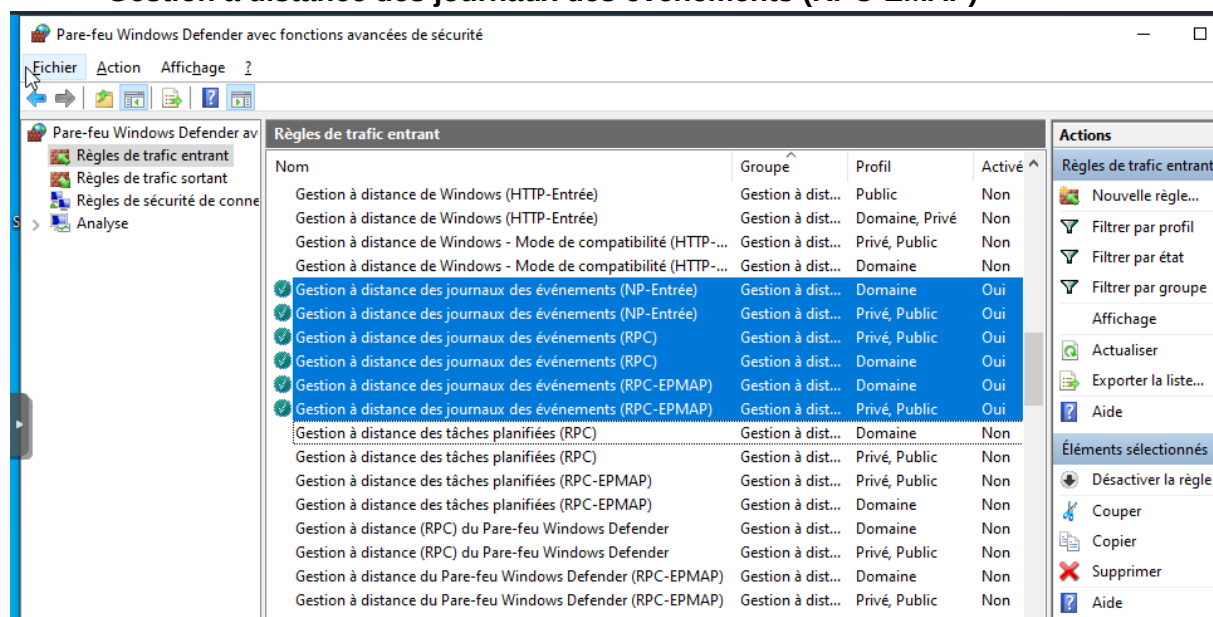 Gestion à distance des journaux des événements (RPC-EMAP)
Pare-feu Windows Defender avec fonctions avancées de sécurité
Fichier Action Affichage ?
Pare-feu Windows Defender av
Règles de trafic entrant
Règles de trafic sortant
Règles de sécurité de conne
Analyse
S
Règles de trafic entrant
Nom Groupe Profil Activé
Gestion à distance de Windows (HTTP-Entrée) Gestion à dist... Public Non
Gestion à distance de Windows (HTTP-Entrée) Gestion à dist... Domaine, Privé Non
Gestion à distance de Windows - Mode de compatibilité (HTTP-... Gestion à dist... Privé, Public Non
Gestion à distance de Windows - Mode de compatibilité (HTTP-... Gestion à dist... Domaine Non
Gestion à distance des journaux des événements (NP-Entrée) Gestion à dist... Domaine Oui
Gestion à distance des journaux des événements (NP-Entrée) Gestion à dist... Privé, Public Oui
Gestion à distance des journaux des événements (RPC) Gestion à dist... Privé, Public Oui
Gestion à distance des journaux des événements (RPC) Gestion à dist... Domaine Oui
Gestion à distance des journaux des événements (RPC-EPMAP) Gestion à dist... Domaine Oui
Gestion à distance des journaux des événements (RPC-EPMAP) Gestion à dist... Privé, Public Oui
Gestion à distance des tâches planifiées (RPC) Gestion à dist... Domaine Non
Gestion à distance des tâches planifiées (RPC) Gestion à dist... Privé, Public Non
Gestion à distance des tâches planifiées (RPC-EPMAP) Gestion à dist... Privé, Public Non
Gestion à distance des tâches planifiées (RPC-EPMAP) Gestion à dist... Domaine Non
Gestion à distance (RPC) du Pare-feu Windows Defender Gestion à dist... Domaine Non
Gestion à distance (RPC) du Pare-feu Windows Defender Gestion à dist... Privé, Public Non
Gestion à distance du Pare-feu Windows Defender (RPC-EPMAP) Gestion à dist... Domaine Non
Gestion à distance du Pare-feu Windows Defender (RPC-EPMAP) Gestion à dist... Privé, Public Non
Actions
Règles de trafic entrant
Nouvelle règle...
Filtrer par profil
Filtrer par état
Filtrer par groupe
Affichage
Actualiser
Exporter la liste...
Aide
Éléments sélectionnés
Désactiver la règle
Couper
Copier
Supprimer
Aide